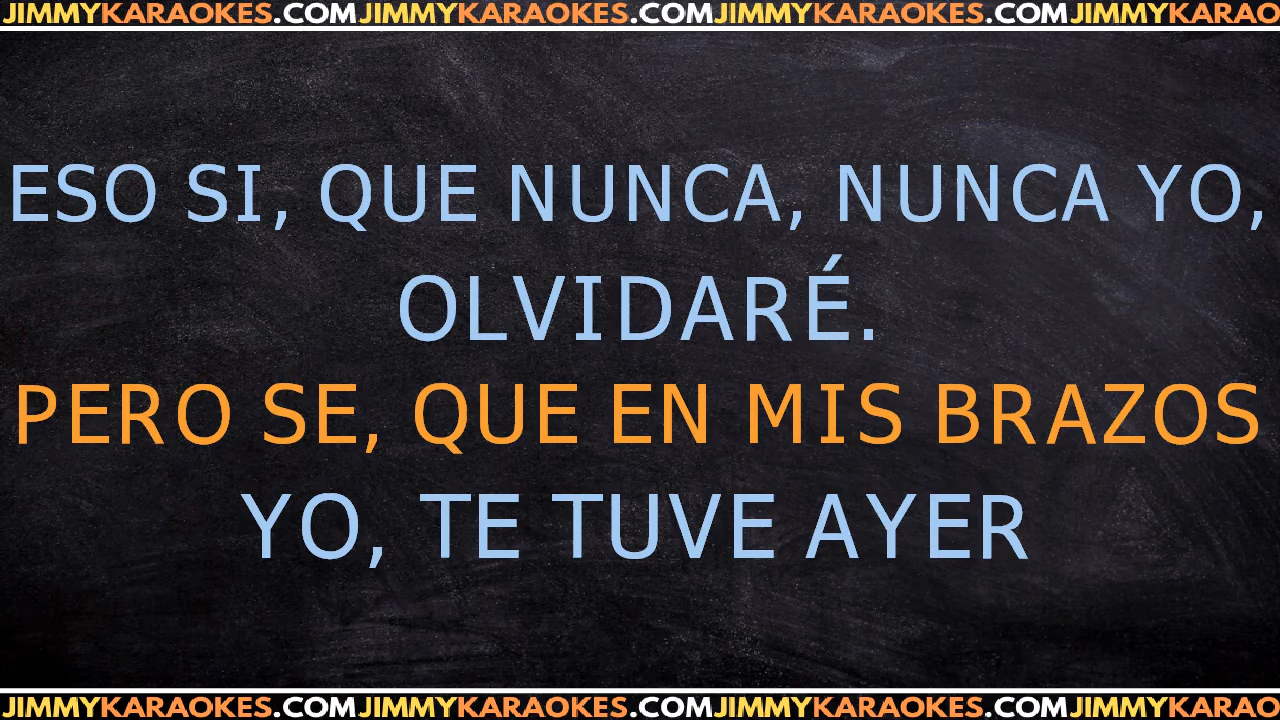 JIMMYKARAOKES.COMJIMMYKARAOKES.COMJIMMYKARAOKES.COMJIMMYKARAO
ESO SI, QUE NUNCA, NUNCA YO,
OLVIDARÉ.
PERO SE, QUE EN MIS BRAZOS
YO, TE TUVE AYER
JIMMYKARAOKES.COMJIMMYKARAOKES.COMJIMMYKARAOKES.COMJIMMYKARAO